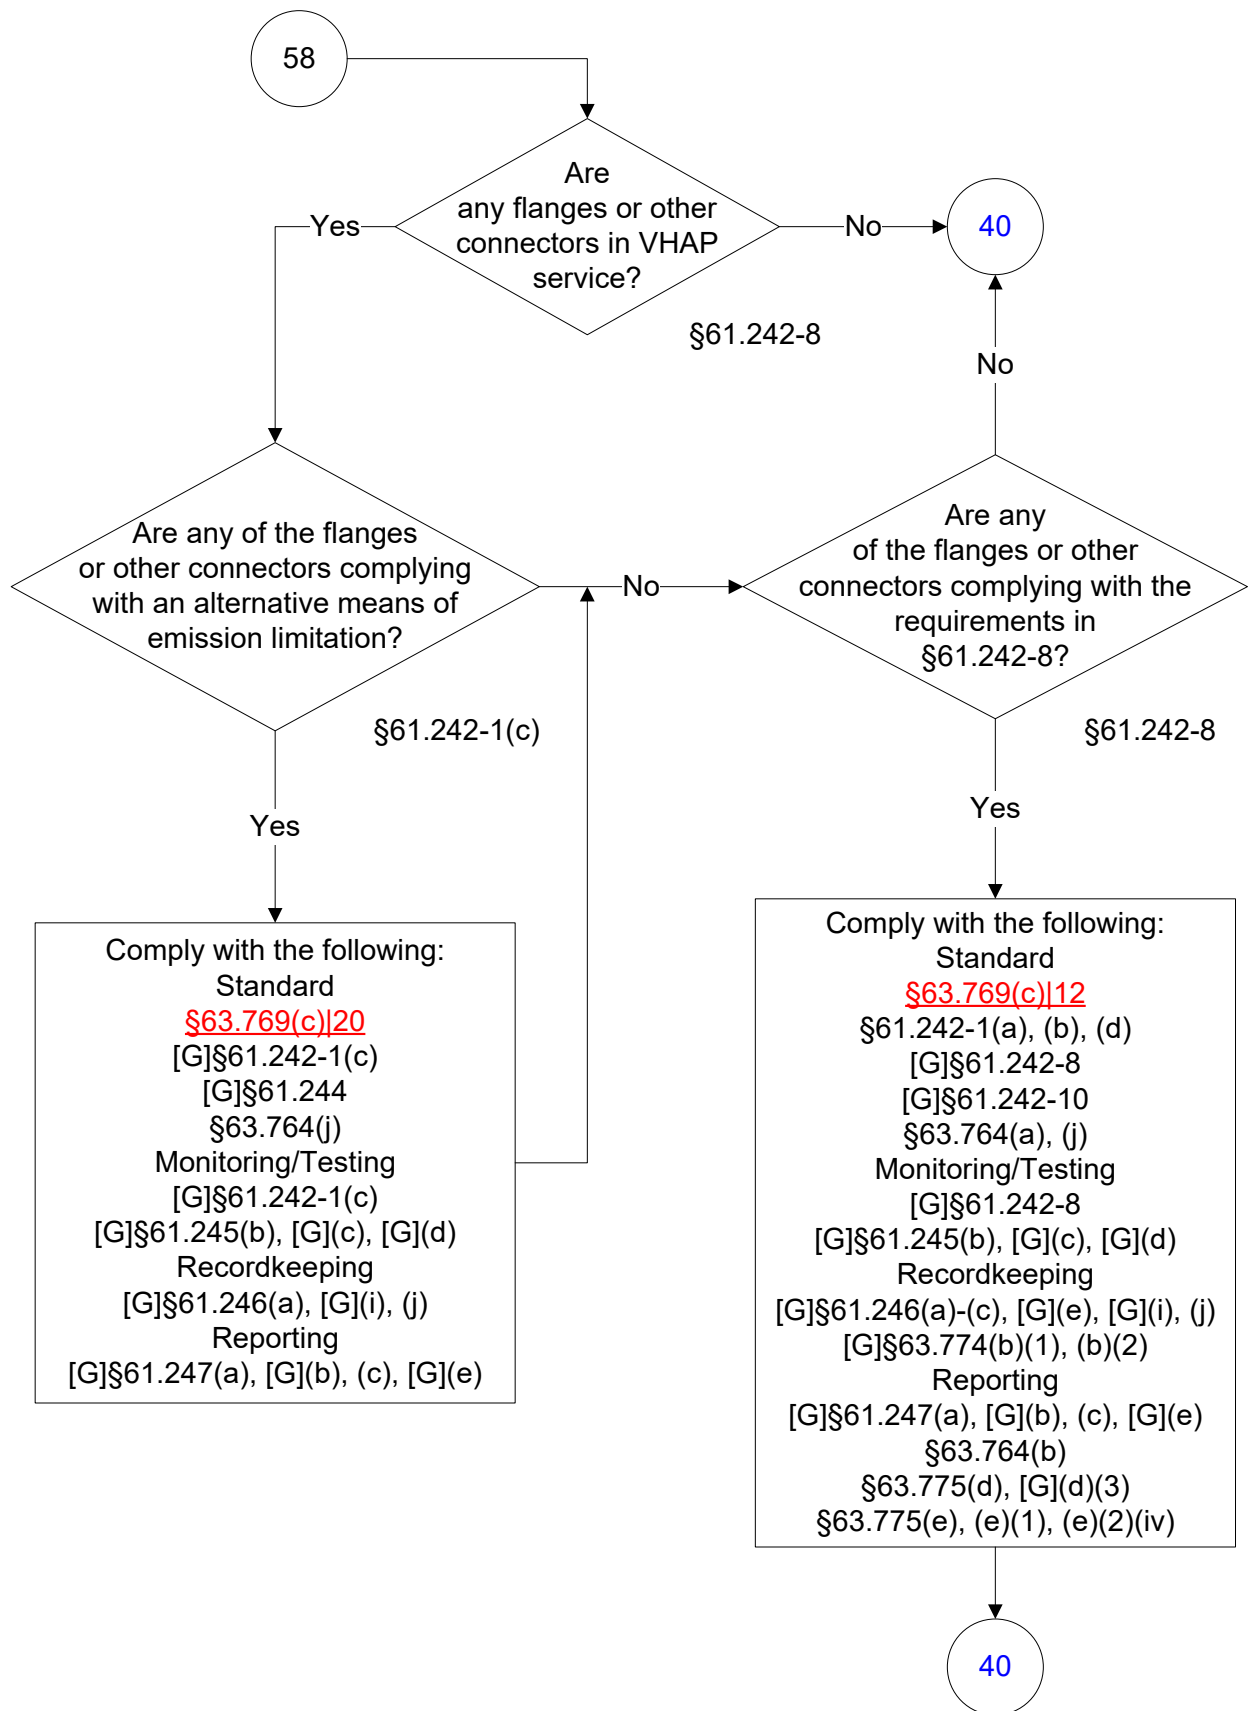 58
Are
any flanges or other
connectors in VHAP
service?
Yes
No
40
§61.242-8
No
Are any of the flanges
or other connectors complying
with an alternative means of
emission limitation?
No
Are any
of the flanges or other
connectors complying with the
requirements in
§61.242-8?
§61.242-1(c)
§61.242-8
Yes
Yes
Comply with the following:
Standard
§63.769(c)|20
[G]§61.242-1(c)
[G]§61.244
§63.764(j)
Monitoring/Testing
[G]§61.242-1(c)
[G]§61.245(b), [G](c), [G](d)
Recordkeeping
[G]§61.246(a), [G](i), (j)
Reporting
[G]§61.247(a), [G](b), (c), [G](e)
Comply with the following:
Standard
§63.769(c)|12
§61.242-1(a), (b), (d)
[G]§61.242-8
[G]§61.242-10
§63.764(a), (j)
Monitoring/Testing
[G]§61.242-8
[G]§61.245(b), [G](c), [G](d)
Recordkeeping
[G]§61.246(a)-(c), [G](e), [G](i), (j)
[G]§63.774(b)(1), (b)(2)
Reporting
[G]§61.247(a), [G](b), (c), [G](e)
§63.764(b)
§63.775(d), [G](d)(3)
§63.775(e), (e)(1), (e)(2)(iv)
40